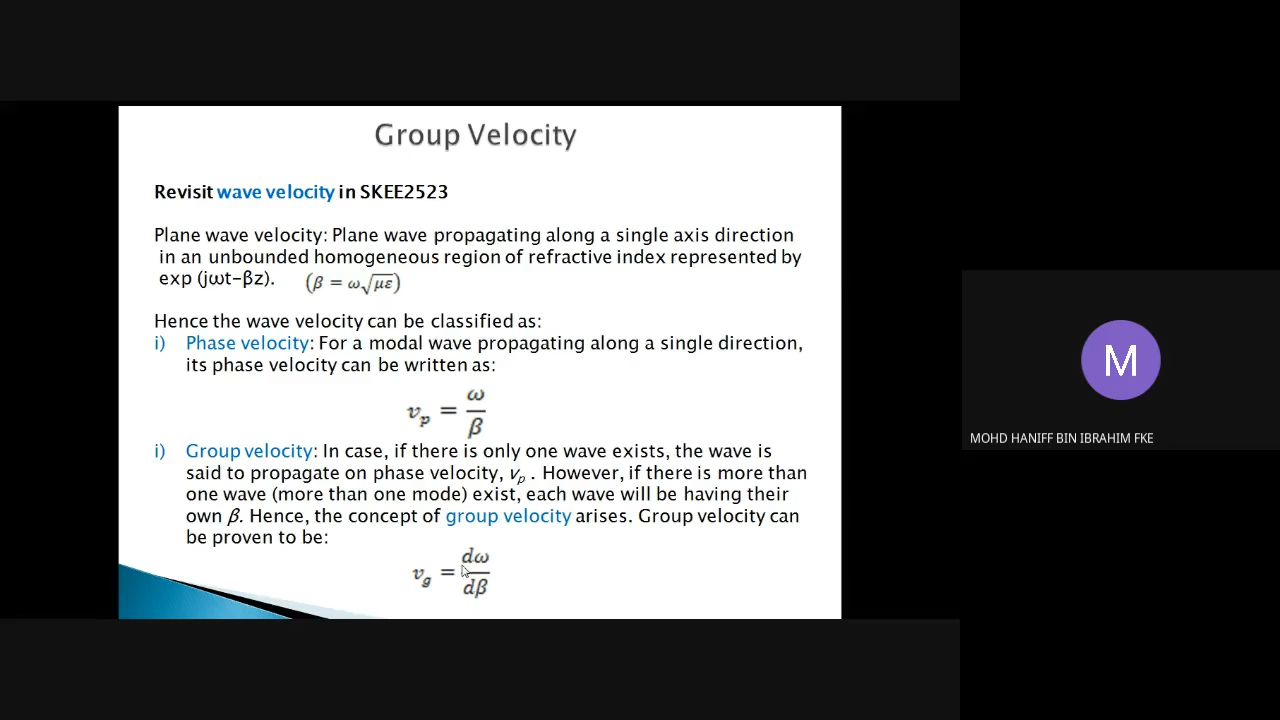 Group Velocity
Revisit wave velocity in SKEE2523
Plane wave velocity: Plane wave propagating along a single axis direction
in an unbounded homogeneous region of refractive index represented by
exp (jωt-βz). (β = ω√με)
Hence the wave velocity can be classified as:
i) Phase velocity: For a modal wave propagating along a single direction,
its phase velocity can be written as:
v_p = ω/β
i) Group velocity: In case, if there is only one wave exists, the wave is
said to propagate on phase velocity, v_p . However, if there is more than
one wave (more than one mode) exist, each wave will be having their
own β. Hence, the concept of group velocity arises. Group velocity can
be proven to be:
v_g = dω/dβ
M
MOHD HANIFF BIN IBRAHIM FKE